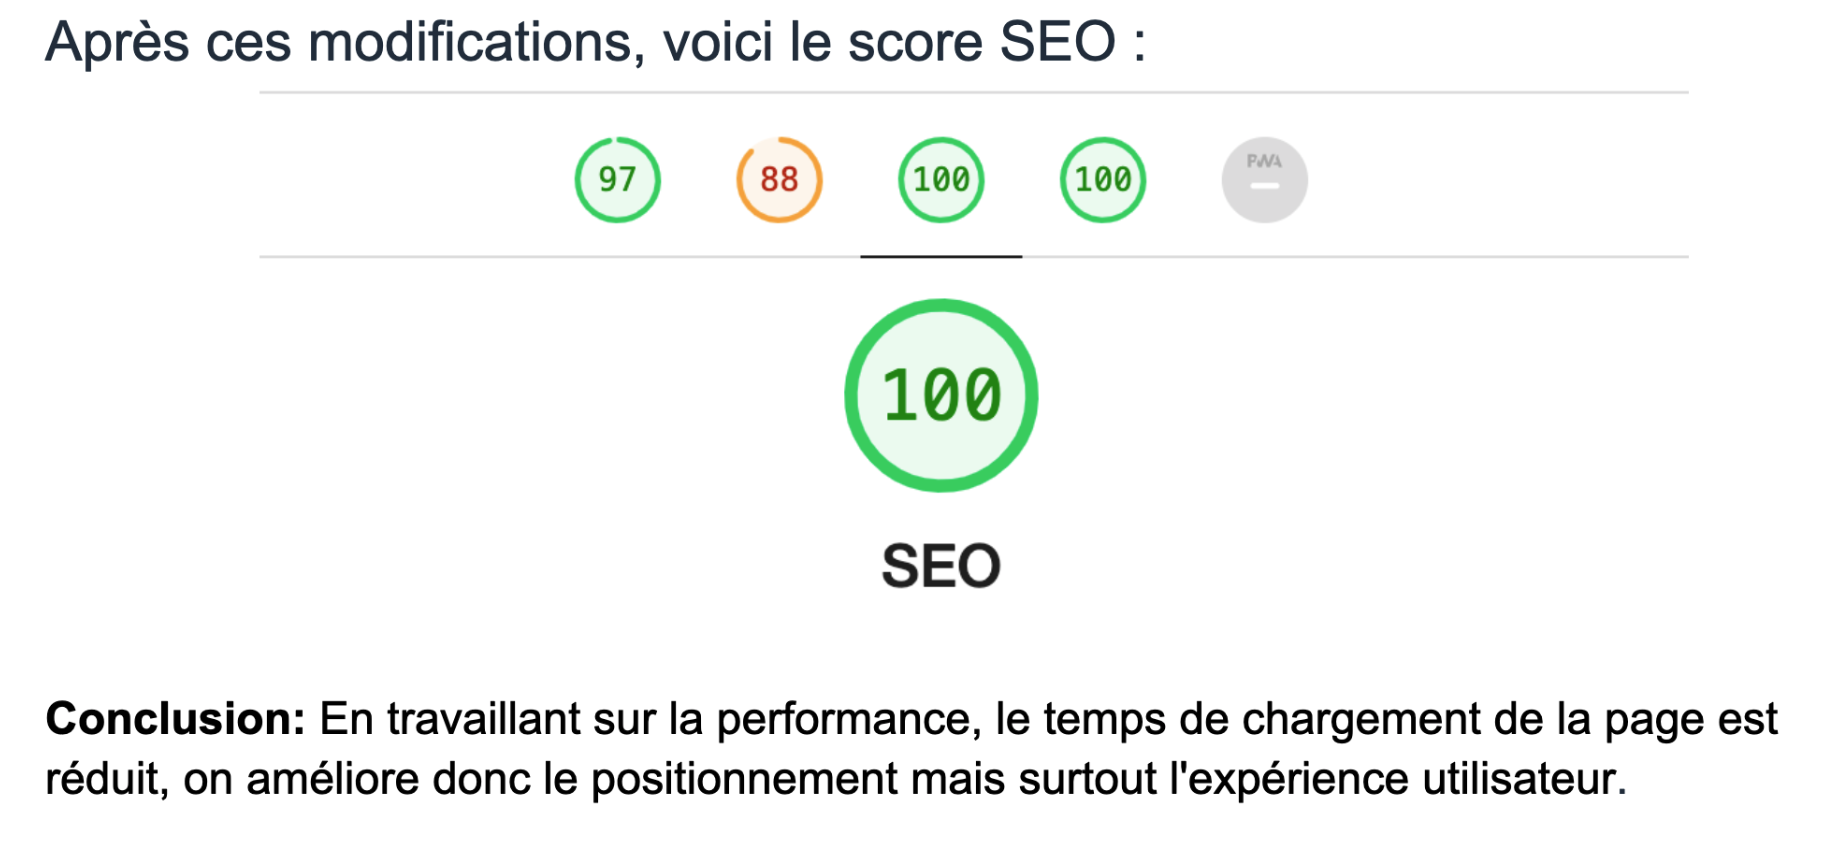 Après ces modifications, voici le score SEO :
97 88 100 100 PWA
100
SEO
Conclusion: En travaillant sur la performance, le temps de chargement de la page est
réduit, on améliore donc le positionnement mais surtout l'expérience utilisateur.